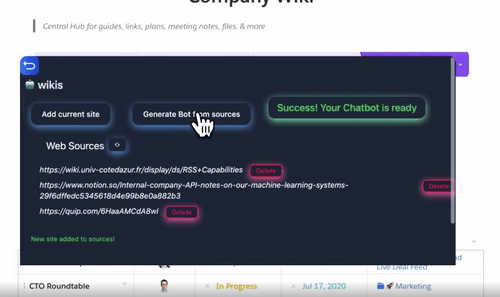 Company Wiki
Central Hub for guides, links, plans, meeting notes, files, & more
wikis
Add current site
Generate Bot from sources
Success! Your Chatbot is ready
Web Sources
https://wiki.univ-cotedazur.fr/display/ds/RSS+Capabilities
Delete
https://www.notion.so/Internal-company-API-notes-on-our-machine-learning-systems-
29f6dffedc5345618d4e99b8e0a882b3
Delete
https://quip.com/6HaaAMCdA8wl
Delete
New site added to sources!
Live Deal Feed
CTO Roundtable
In Progress
Jul 17, 2020
Marketing